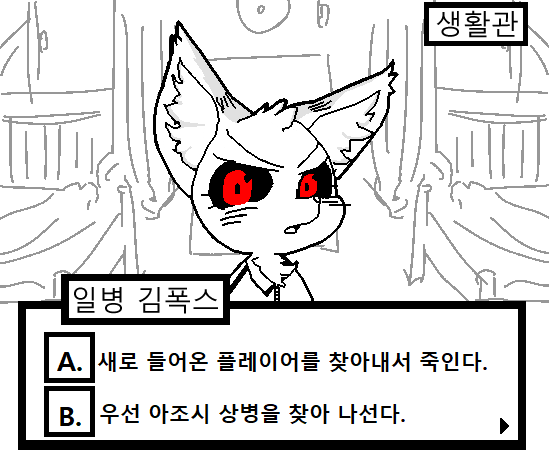 생활관
일병 김폭스
A. 새로 들어온 플레이어를 찾아내서 죽인다.
B. 우선 아조시 상병을 찾아 나선다.